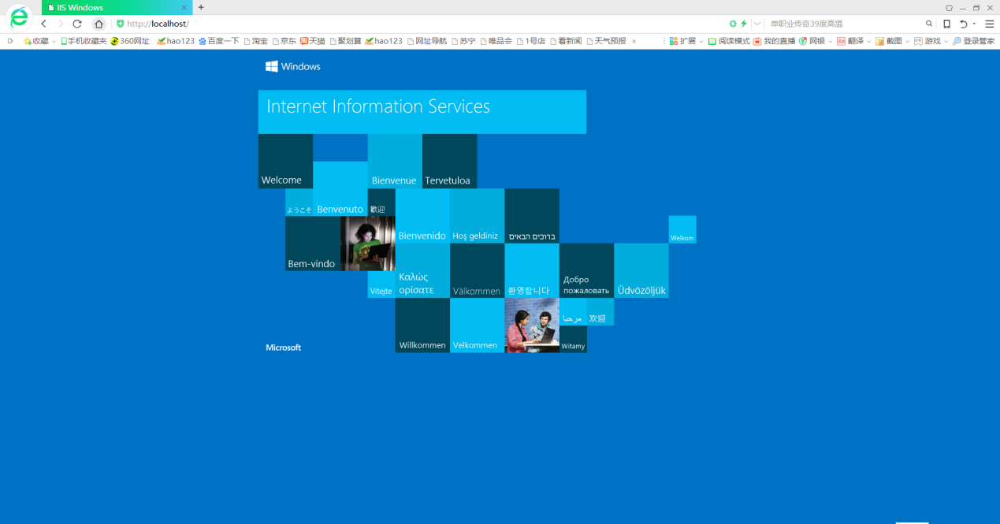 IIS Windows
http://localhost/
单职业传奇39度高温
收藏 手机收藏夹 360网址 hao123 百度一下 淘宝 京东 天猫 聚划算 hao123 网址导航 苏宁 唯品会 1号店 看新闻 天气预报 » 扩展 阅读模式 我的直播 网银 翻译 截图 游戏 登录管家
Windows
Internet Information Services
Welcome
Bienvenue
Tervetuloa
ようこそ
Benvenuto
歡迎
Bienvenido
Hoş geldiniz
ברוכים הבאים
Welkom
Bem-vindo
Vítejte
Καλώς
ορίσατε
Välkommen
환영합니다
Добро
пожаловать
Üdvözöljük
Microsoft
Willkommen
Velkommen
مرحبا
欢迎
Witamy